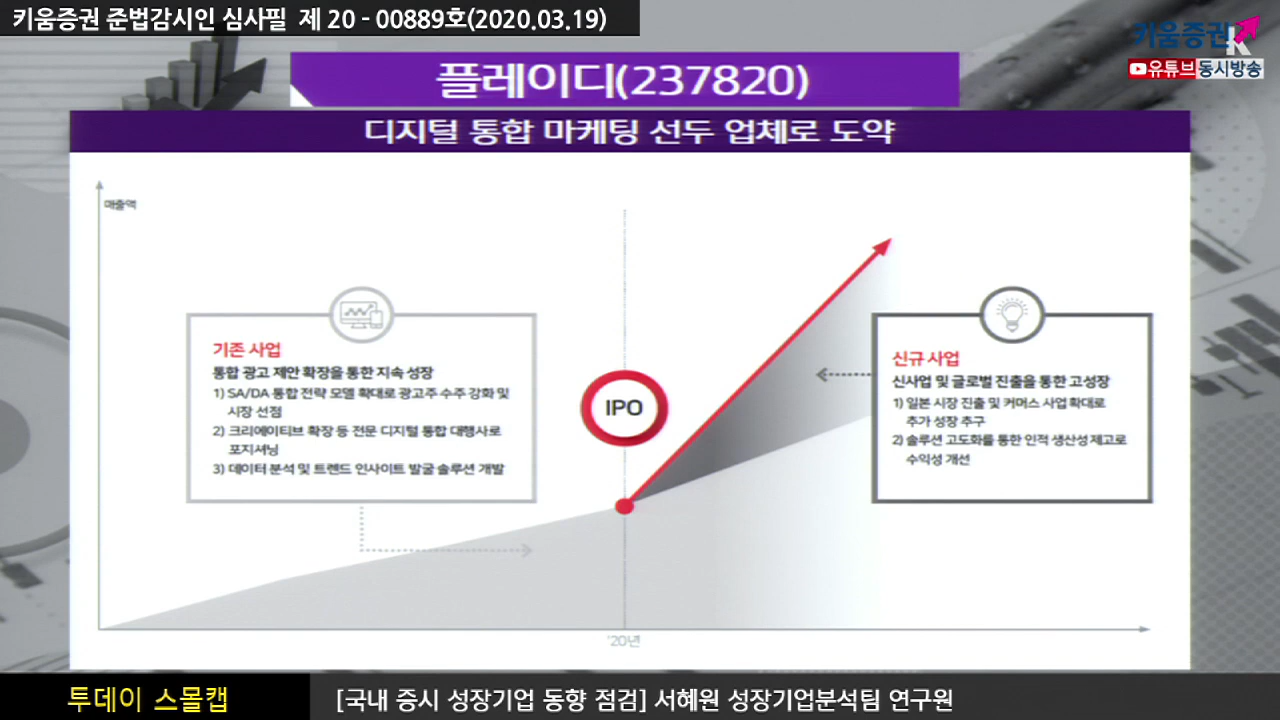 키움증권 준법감시인 심사필 제 20 - 00889호(2020.03.19)
키움증권
K
유튜브 동시방송
플레이디(237820)
디지털 통합 마케팅 선두 업체로 도약
매출액
기존 사업
통합 광고 제안 확장을 통한 지속 성장
1) SA/DA 통합 전략 모델 확대로 광고주 수주 강화 및
시장 선점
2) 크리에이티브 확장 등 전문 디지털 통합 대행사로
포지셔닝
3) 데이터 분석 및 트렌드 인사이트 발굴 솔루션 개발
IPO
신규 사업
신사업 및 글로벌 진출을 통한 고성장
1) 일본 시장 진출 및 커머스 사업 확대로
추가 성장 추구
2) 솔루션 고도화를 통한 인적 생산성 제고로
수익성 개선
'20년
투데이 스몰캡
[국내 증시 성장기업 동향 점검] 서혜원 성장기업분석팀 연구원